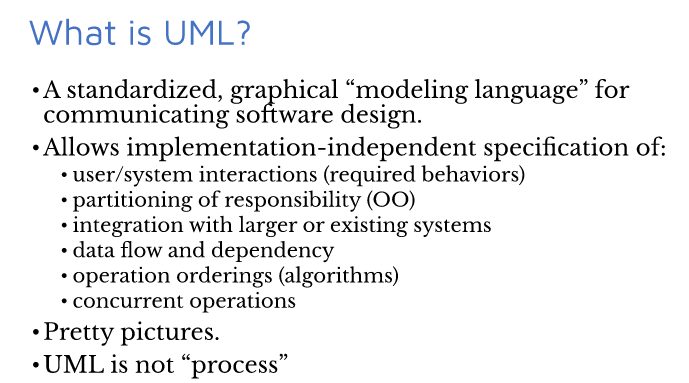 What is UML?
•A standardized, graphical “modeling language” for
communicating software design.
•Allows implementation-independent specification of:
•user/system interactions (required behaviors)
•partitioning of responsibility (OO)
•integration with larger or existing systems
•data flow and dependency
•operation orderings (algorithms)
•concurrent operations
•Pretty pictures.
•UML is not “process”